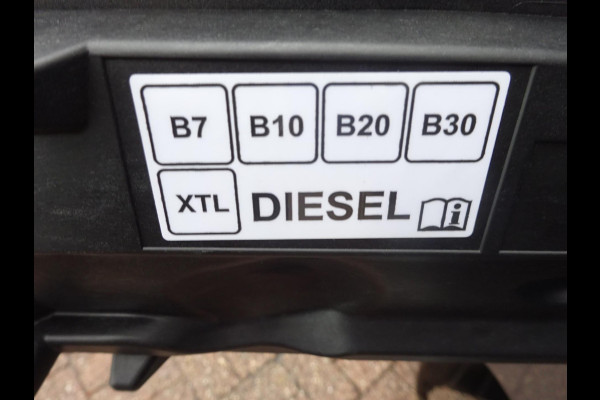 B7 B10 B20 B30
XTL DIESEL i